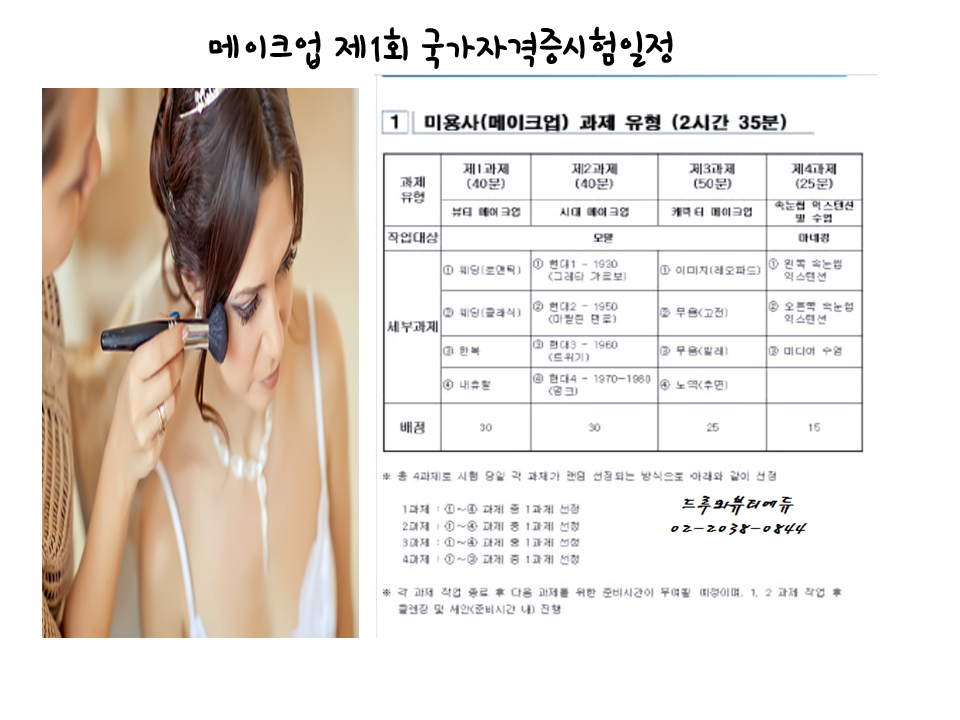 메이크업 제1회 국가자격증시험일정
1 미용사(메이크업) 과제 유형 (2시간 35분)
과제 유형 제1과제 (40분) 제2과제 (40분) 제3과제 (50분) 제4과제 (25분)
뷰티 메이크업 시대 메이크업 캐릭터 메이크업 속눈썹 익스텐션 및 수염
작업대상 모델 마네킹
세부과제
① 웨딩(로맨틱) ① 현대1 - 1930 (그레타 가르보) ① 이미지(레오파드) ① 왼쪽 속눈썹 익스텐션
② 웨딩(클래식) ② 현대2 - 1950 (마릴린 먼로) ② 무용(고전) ② 오른쪽 속눈썹 익스텐션
③ 한복 ③ 현대3 - 1960 (트위기) ③ 무용(발레) ③ 미디어 수염
④ 내츄럴 ④ 현대4 - 1970~1980 (펑크) ④ 노역(추면)
배점 30 30 25 15
※ 총 4과제로 시험 당일 각 과제가 랜덤 선정되는 방식으로 아래와 같이 선정
1과제 : ①~④ 과제 중 1과제 선정
2과제 : ①~④ 과제 중 1과제 선정
3과제 : ①~④ 과제 중 1과제 선정
4과제 : ①~③ 과제 중 1과제 선정
드루와뷰티에듀
02-2038-0844
※ 각 과제 작업 종료 후 다음 과제를 위한 준비시간이 부여될 예정이며, 1, 2 과제 작업 후
클렌징 및 세안(준비시간 내) 진행